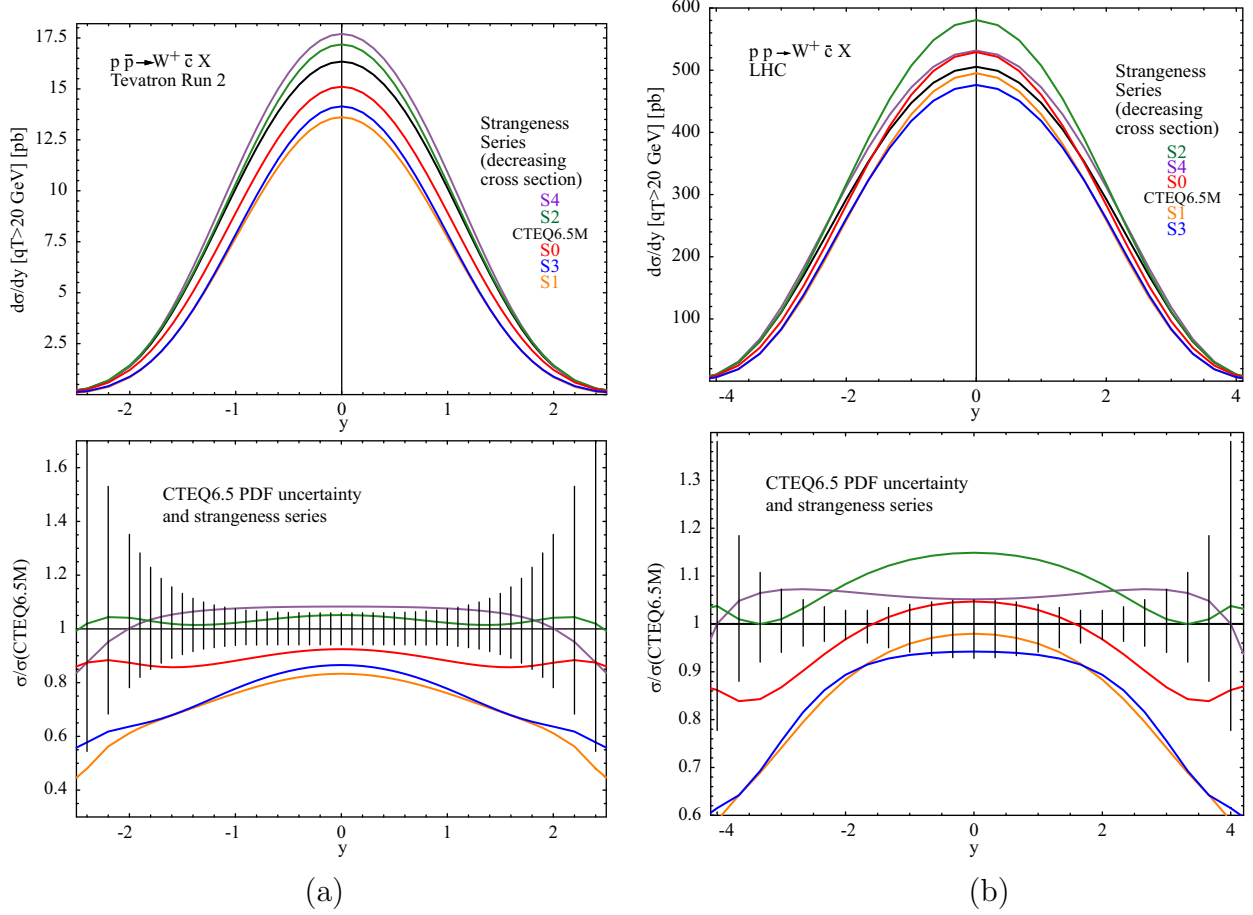 17.5
15
12.5
10
7.5
5
2.5
dσ/dy [qT>20 GeV] [pb]
p p̄→W⁺ c̄ X
Tevatron Run 2
Strangeness
Series
(decreasing
cross section)
S4
S2
CTEQ6.5M
S0
S3
S1
-2 -1 0 1 2
y
600
500
400
300
200
100
dσ/dy [qT>20 GeV] [pb]
p p→W⁺ c̄ X
LHC
Strangeness
Series
(decreasing
cross section)
S2
S4
S0
CTEQ6.5M
S1
S3
-4 -2 0 2 4
y
1.6
1.4
1.2
1
0.8
0.6
0.4
σ/σ(CTEQ6.5M)
CTEQ6.5 PDF uncertainty
and strangeness series
-2 -1 0 1 2
y
(a)
1.3
1.2
1.1
1
0.9
0.8
0.7
0.6
σ/σ(CTEQ6.5M)
CTEQ6.5 PDF uncertainty
and strangeness series
-4 -2 0 2 4
y
(b)